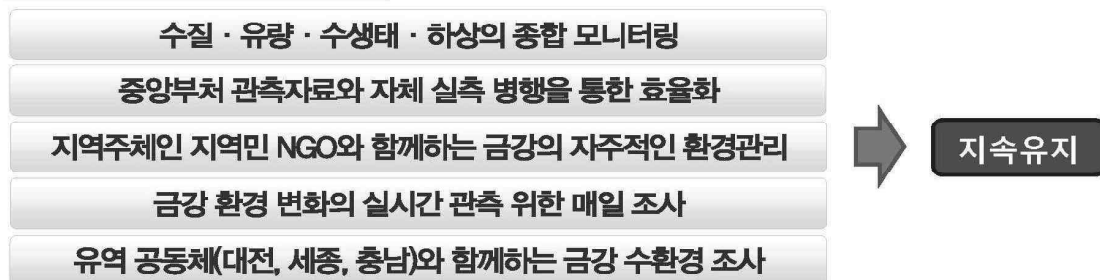 수질 · 유량 · 수생태 · 하상의 종합 모니터링
중앙부처 관측자료와 자체 실측 병행을 통한 효율화
지역주체인 지역민 NGO와 함께하는 금강의 자주적인 환경관리
금강 환경 변화의 실시간 관측 위한 매일 조사
유역 공동체(대전, 세종, 충남)와 함께하는 금강 수환경 조사
지속유지